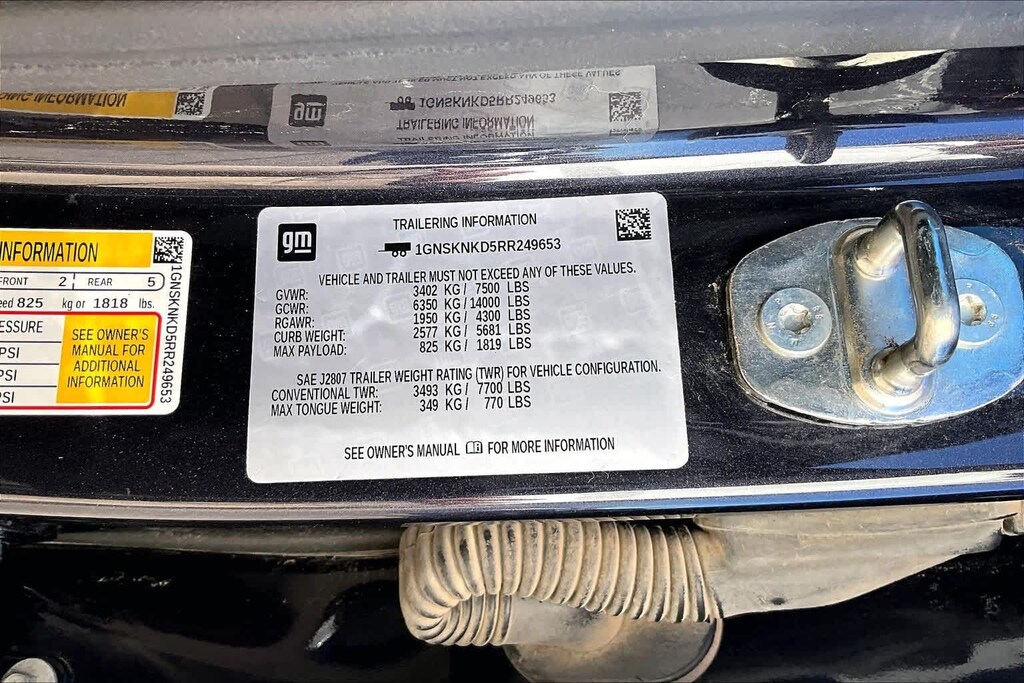 INFORMATION
FRONT 2 REAR 5
eed 825 kg or 1818 lbs.
ESSURE
PSI
PSI
PSI
SEE OWNER'S
MANUAL FOR
ADDITIONAL
INFORMATION
1GNSKNKD5RR249653
gm
TRAILERING INFORMATION
1GNSKNKD5RR249653
VEHICLE AND TRAILER MUST NOT EXCEED ANY OF THESE VALUES.
GVWR: 3402 KG/ 7500 LBS
GCWR: 6350 KG/ 14000 LBS
RGAWR: 1950 KG/ 4300 LBS
CURB WEIGHT: 2577 KG/ 5681 LBS
MAX PAYLOAD: 825 KG/ 1819 LBS
SAE J2807 TRAILER WEIGHT RATING (TWR) FOR VEHICLE CONFIGURATION.
CONVENTIONAL TWR: 3493 KG/ 7700 LBS
MAX TONGUE WEIGHT: 349 KG/ 770 LBS
SEE OWNER'S MANUAL FOR MORE INFORMATION